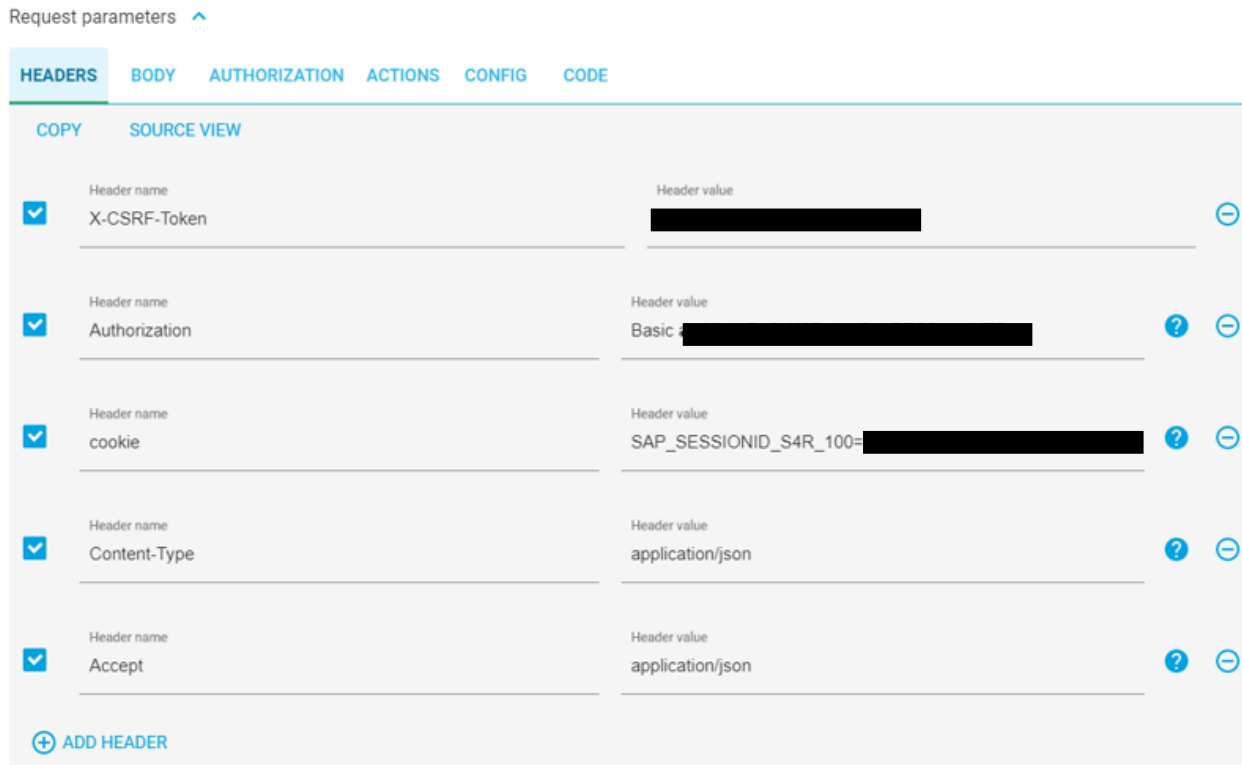 Request parameters
HEADERS BODY AUTHORIZATION ACTIONS CONFIG CODE
COPY SOURCE VIEW
Header name Header value
X-CSRF-Token
Header name Header value
Authorization Basic
Header name Header value
cookie SAP_SESSIONID_S4R_100=
Header name Header value
Content-Type application/json
Header name Header value
Accept application/json
ADD HEADER